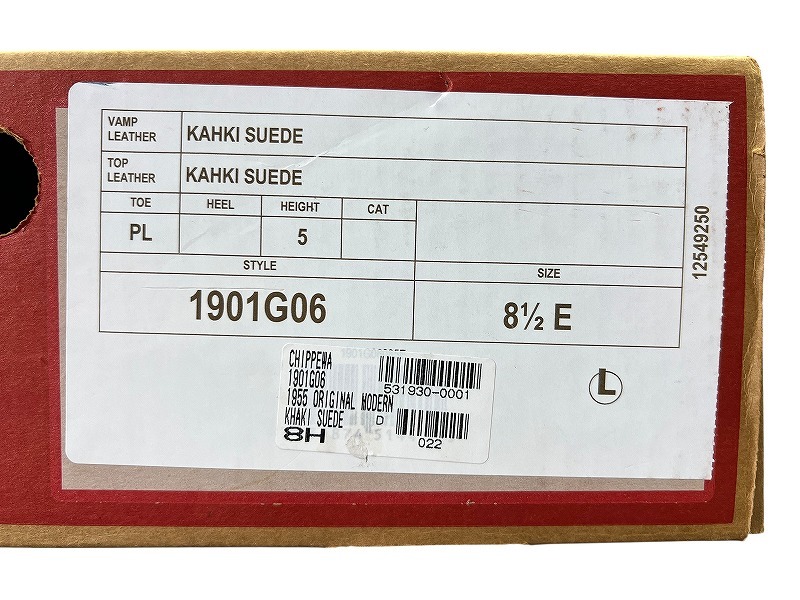 VAMP LEATHER KAHKI SUEDE
TOP LEATHER KAHKI SUEDE
TOE HEEL HEIGHT CAT
PL 5
STYLE SIZE
1901G06 8½ E
12549250
L
CHIPPEWA
1901G06
531930-0001
1855 ORIGINAL MODERN
KHAKI SUEDE D
8H
022